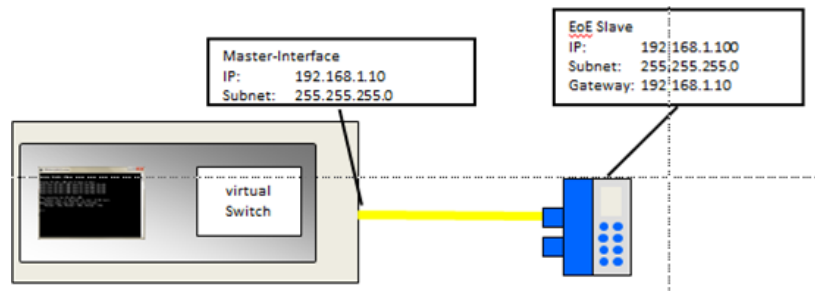 Master-Interface
IP: 192.168.1.10
Subnet: 255.255.255.0
EoE Slave
IP: 192.168.1.100
Subnet: 255.255.255.0
Gateway: 192.168.1.10
virtual
Switch